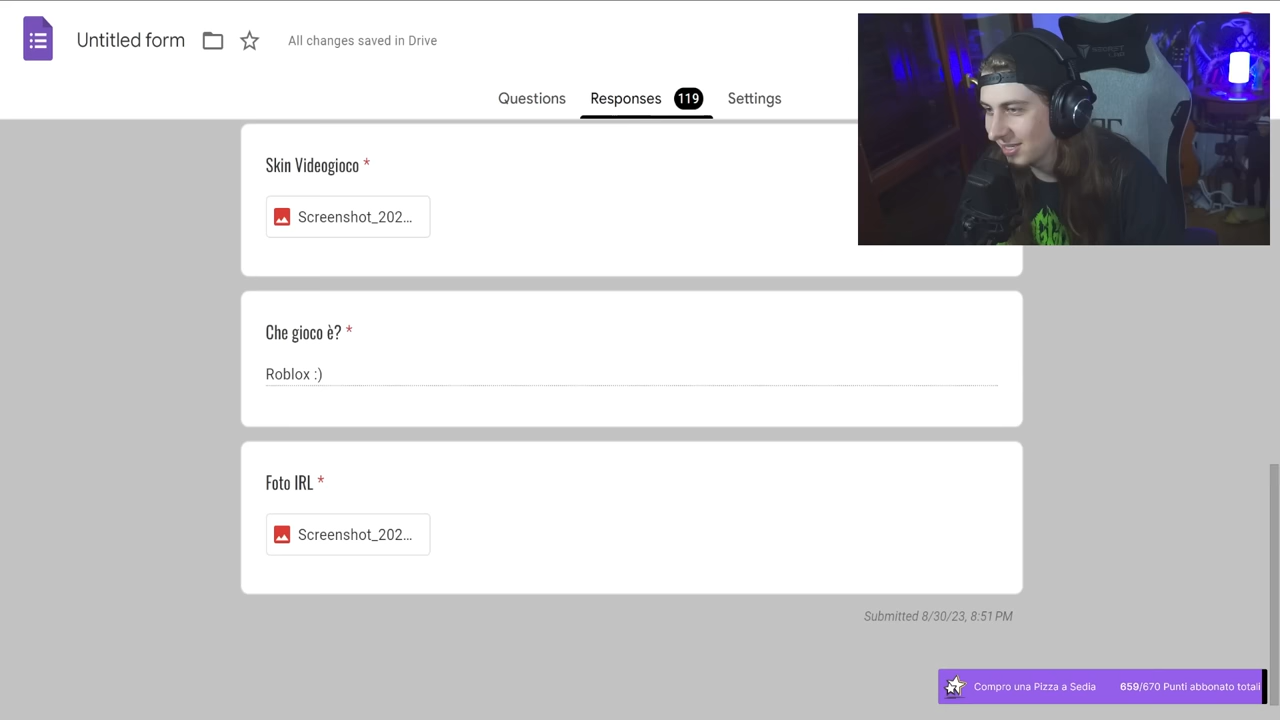 Untitled form
All changes saved in Drive
Questions
Responses 119
Settings
Skin Videogioco *
Screenshot_202...
Che gioco è? *
Roblox :)
Foto IRL *
Screenshot_202...
Submitted 8/30/23, 8:51 PM
Compro una Pizza a Sedia 659/670 Punti abbonato totali